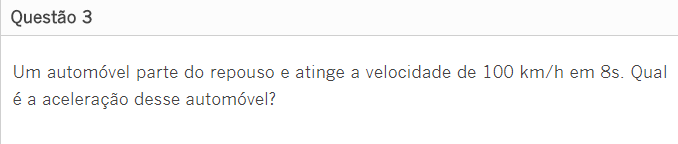 Questão 3
Um automóvel parte do repouso e atinge a velocidade de 100 km/h em 8s. Qual
é a aceleração desse automóvel?